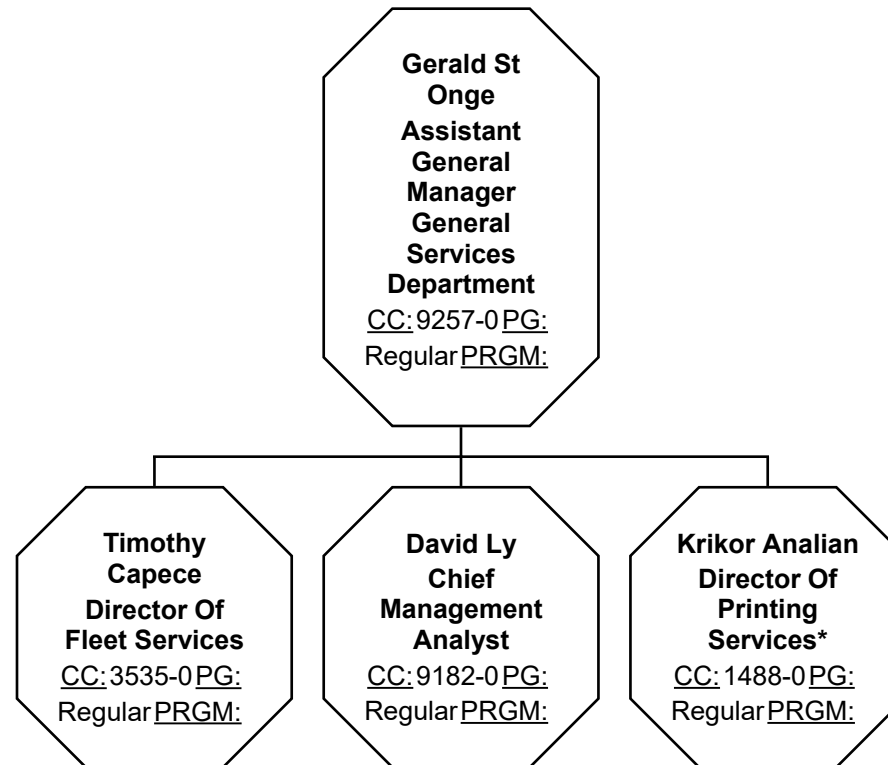 Gerald St
Onge
Assistant
General
Manager
General
Services
Department
CC: 9257-0 PG:
Regular PRGM:
Timothy
Capece
Director Of
Fleet Services
CC: 3535-0 PG:
Regular PRGM:
David Ly
Chief
Management
Analyst
CC: 9182-0 PG:
Regular PRGM:
Krikor Analian
Director Of
Printing
Services*
CC: 1488-0 PG:
Regular PRGM: